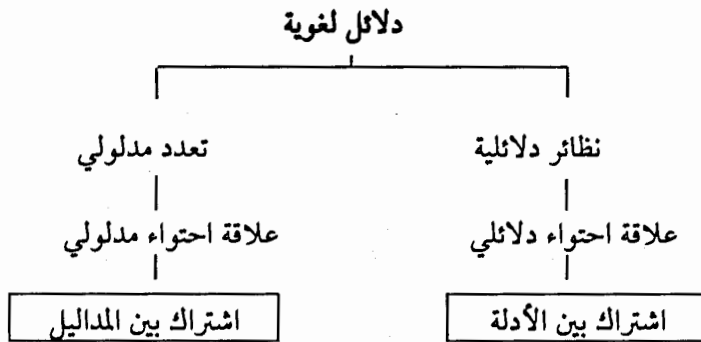 دلائل لغوية
نظائر دلائلية
تعدد مدلولي
علاقة احتواء دلائلي
علاقة احتواء مدلولي
اشتراك بين الأدلة
اشتراك بين المداليل